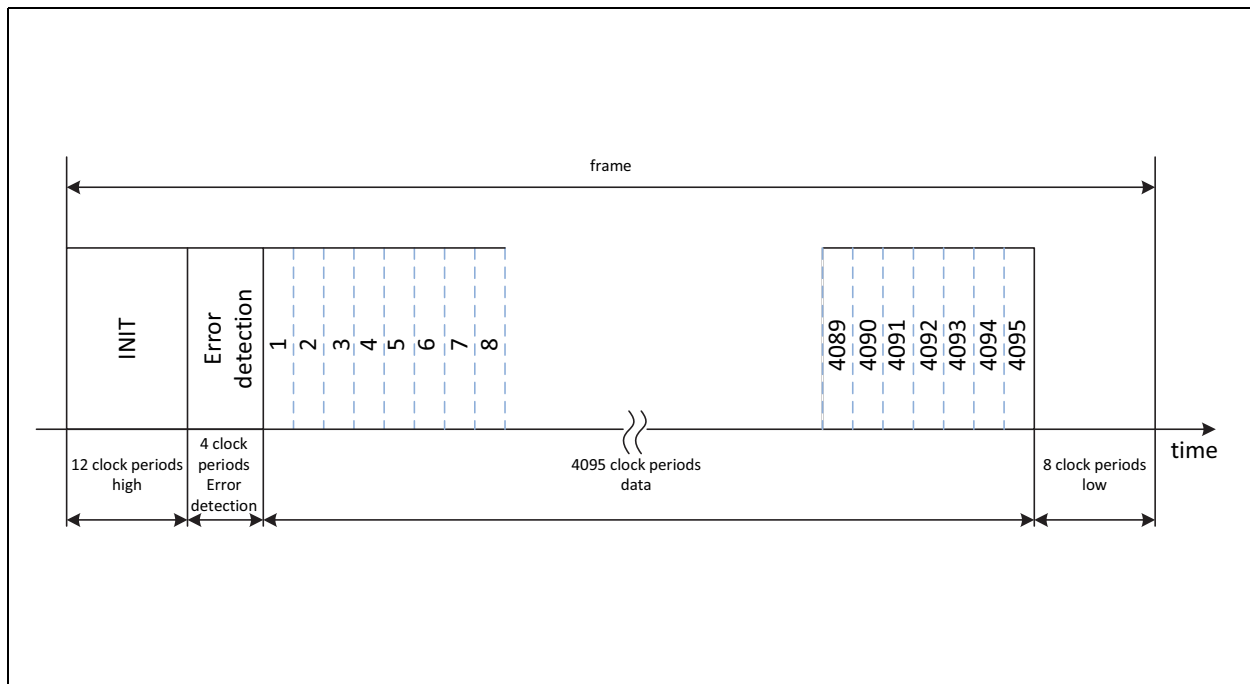 frame
INIT
Error
detection
1
2
3
4
5
6
7
8
4089
4090
4091
4092
4093
4094
4095
time
12 clock periods
high
4 clock
periods
Error
detection
4095 clock periods
data
8 clock periods
low